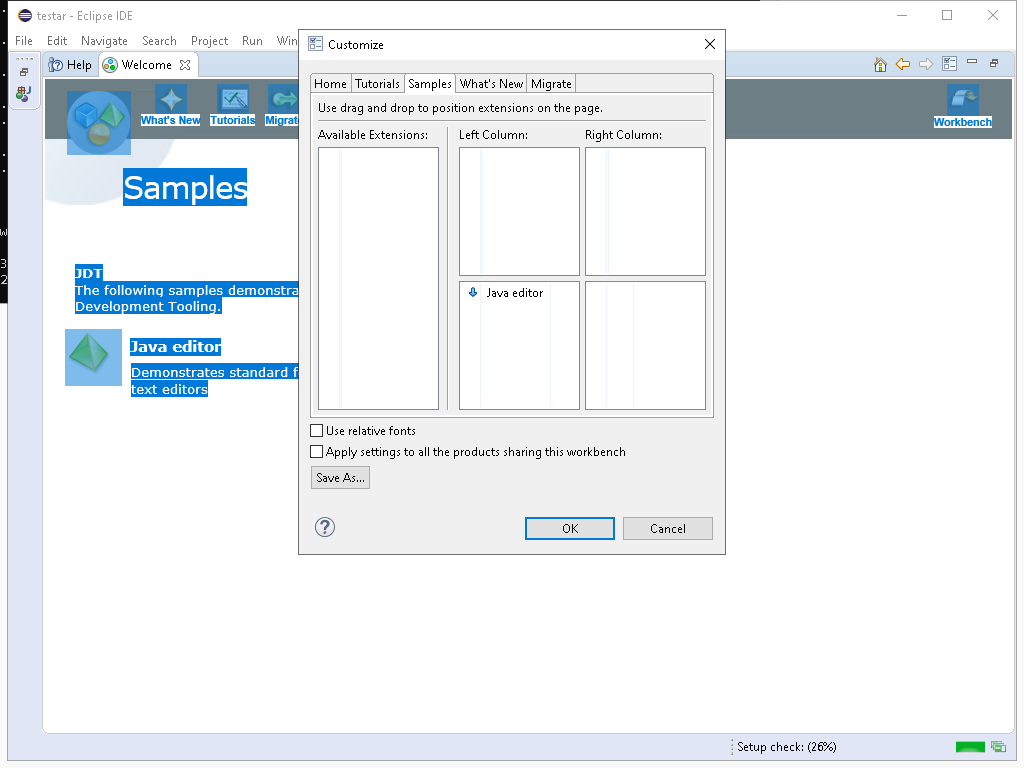 testar - Eclipse IDE
File Edit Navigate Search Project Run Win
Customize
Help Welcome
Home Tutorials Samples What's New Migrate
Use drag and drop to position extensions on the page.
What's New Tutorials Migrat
Workbench
Available Extensions: Left Column: Right Column:
Samples
W
3
2
JDT
The following samples demonstra
Development Tooling.
Java editor
Java editor
Demonstrates standard f
text editors
Use relative fonts
Apply settings to all the products sharing this workbench
Save As...
?
OK Cancel
Setup check: (26%)